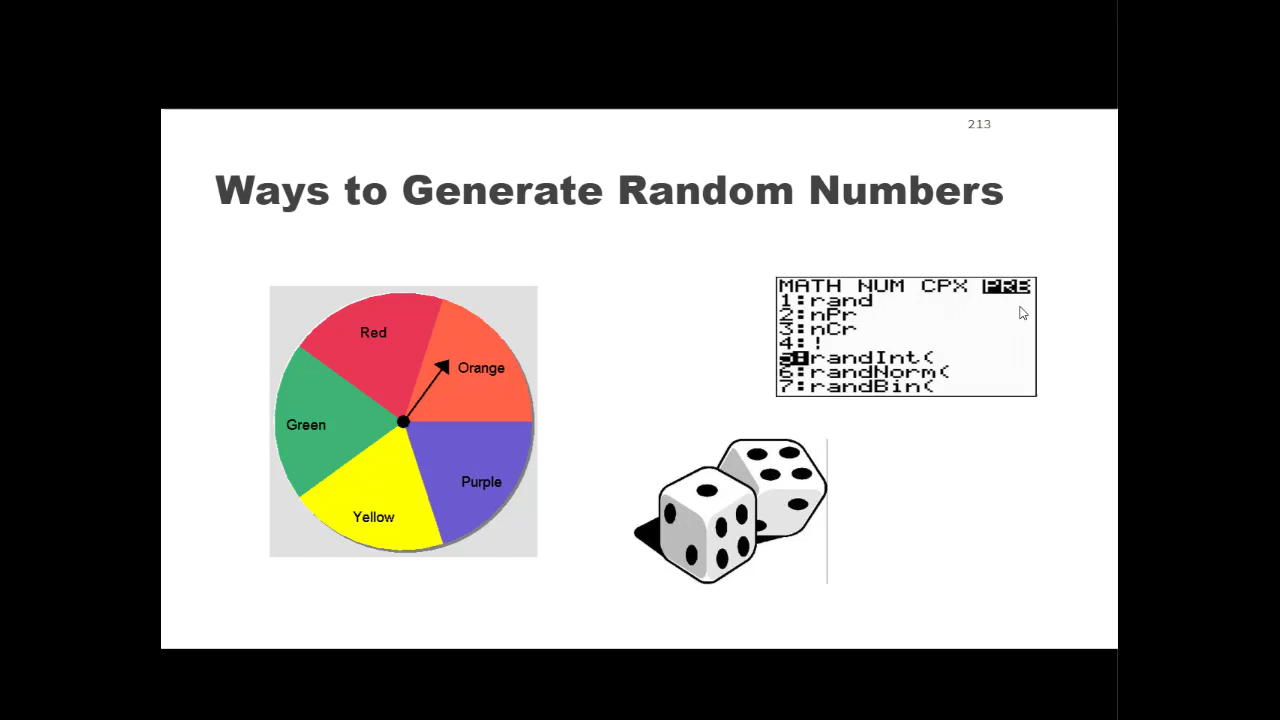 213
Ways to Generate Random Numbers
Red
Orange
Green
Purple
Yellow
MATH NUM CPX PRB
1:rand
2:nPr
3:nCr
4:!
5:randInt(
6:randNorm(
7:randBin(